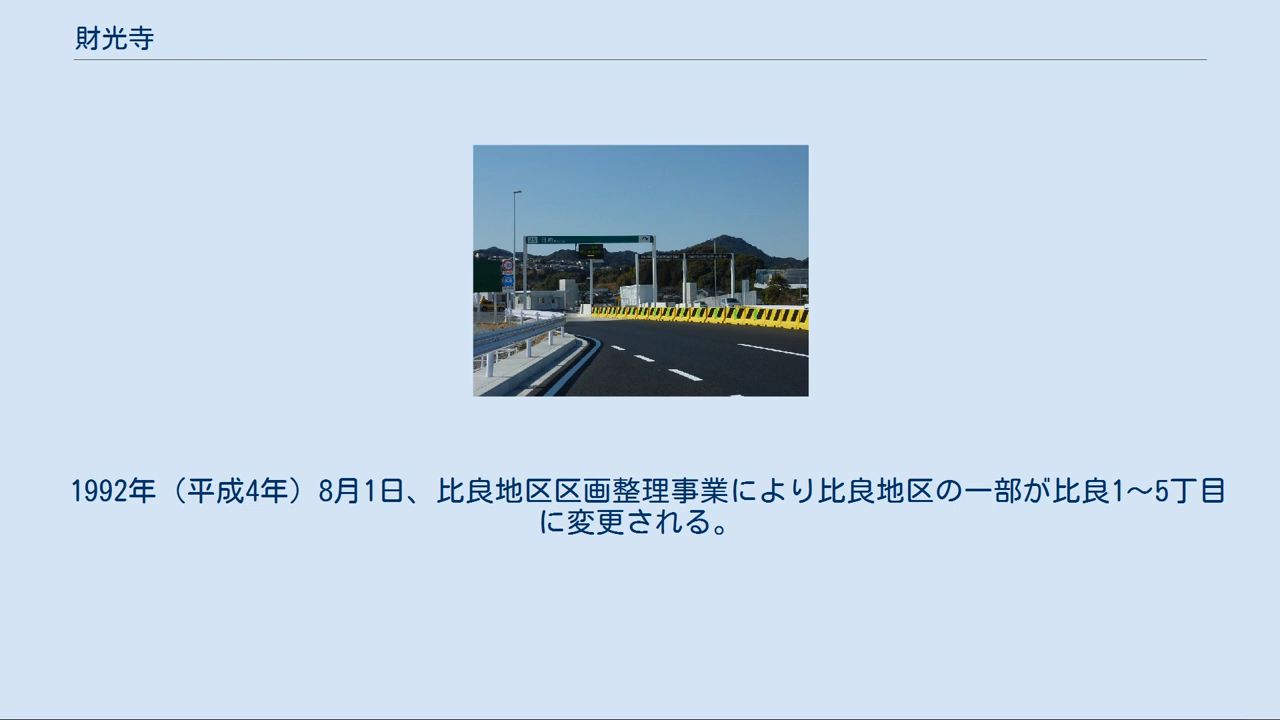 財光寺
1992年（平成4年）8月1日、比良地区区画整理事業により比良地区の一部が比良1～5丁目
に変更される。